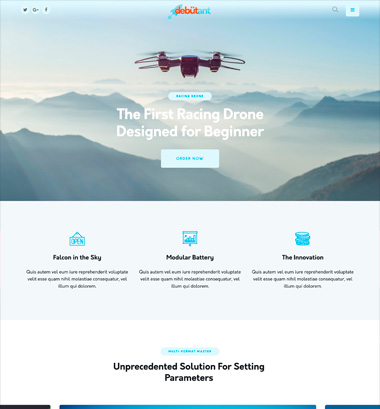 G+
debütant
RACING DRONE
The First Racing Drone
Designed for Beginner
ORDER NOW
OPEN
Falcon in the Sky
Modular Battery
The Innovation
Quis autem vel eum iure reprehenderit voluptate
velit esse quam nihil molestiae consequatur, vel
illum qui dolorem.
Quis autem vel eum iure reprehenderit voluptate
velit esse quam nihil molestiae consequatur, vel
illum qui dolorem.
Quis autem vel eum iure reprehenderit voluptate
velit esse quam nihil molestiae consequatur, vel
illum qui dolorem.
MULTI-FORMAT MASTER
Unprecedented Solution For Setting
Parameters